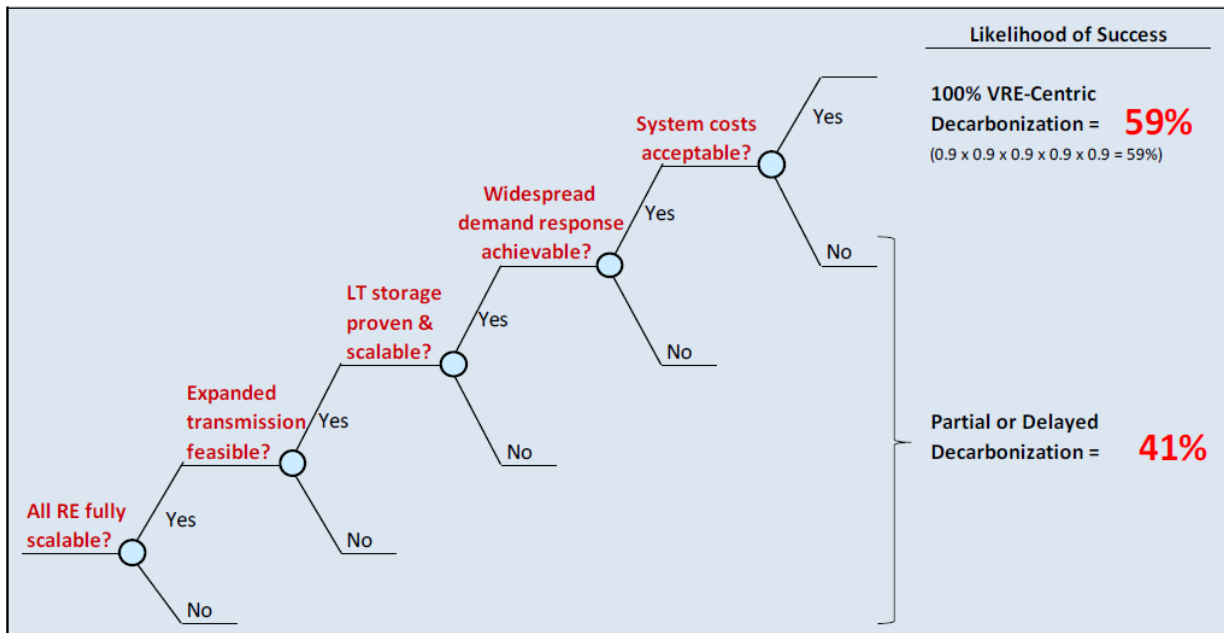 Likelihood of Success
100% VRE-Centric
Decarbonization = 59%
(0.9 x 0.9 x 0.9 x 0.9 x 0.9 = 59%)
System costs
acceptable?
Yes
No
Widespread
demand response
achievable?
Yes
No
LT storage
proven &
scalable?
Yes
No
Expanded
transmission
feasible?
Yes
No
All RE fully
scalable?
Yes
No
Partial or Delayed
Decarbonization = 41%